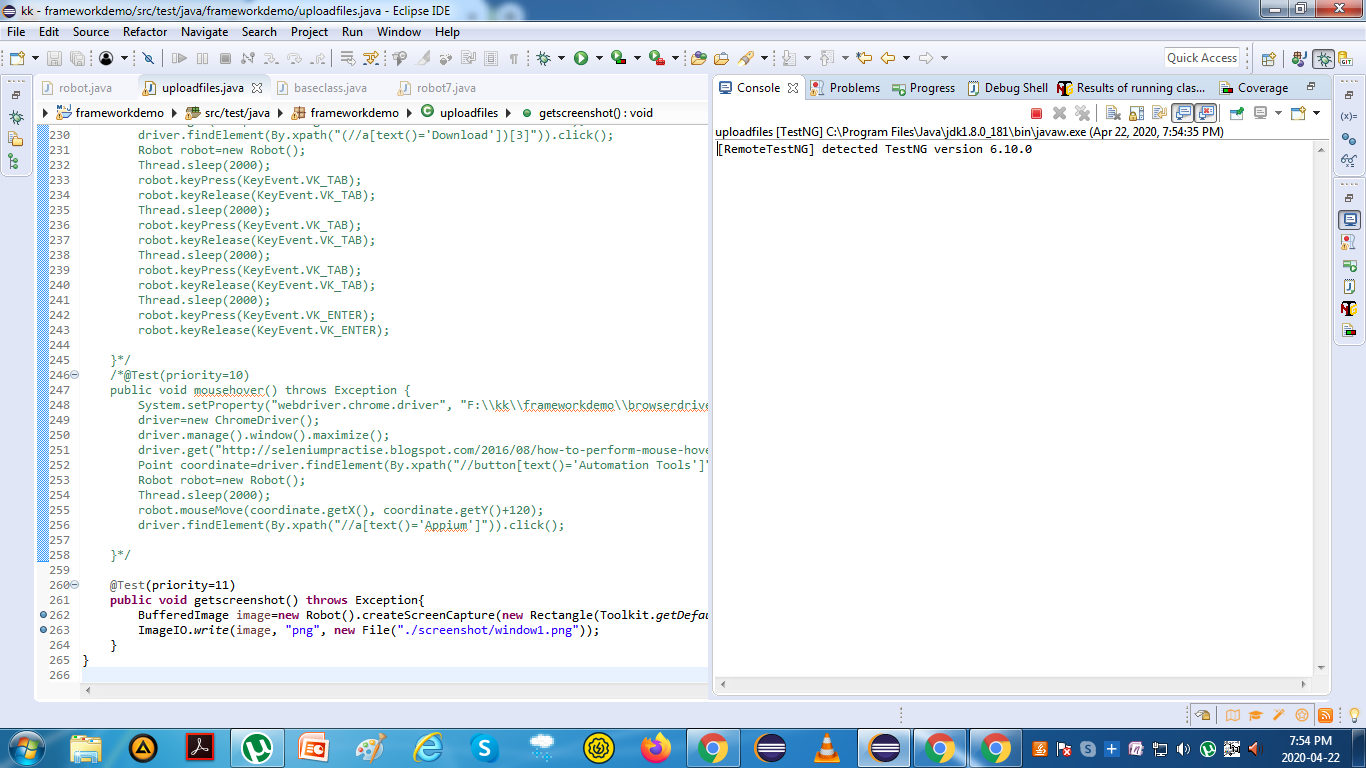 kk - frameworkdemo/src/test/java/frameworkdemo/uploadfiles.java - Eclipse IDE
File Edit Source Refactor Navigate Search Project Run Window Help
Quick Access
robot.java uploadfiles.java baseclass.java robot7.java
frameworkdemo src/test/java frameworkdemo uploadfiles getscreenshot() : void
230 driver.findElement(By.xpath("(//a[text()='Download'])[3]")).click();
231 Robot robot=new Robot();
232 Thread.sleep(2000);
233 robot.keyPress(KeyEvent.VK_TAB);
234 robot.keyRelease(KeyEvent.VK_TAB);
235 Thread.sleep(2000);
236 robot.keyPress(KeyEvent.VK_TAB);
237 robot.keyRelease(KeyEvent.VK_TAB);
238 Thread.sleep(2000);
239 robot.keyPress(KeyEvent.VK_TAB);
240 robot.keyRelease(KeyEvent.VK_TAB);
241 Thread.sleep(2000);
242 robot.keyPress(KeyEvent.VK_ENTER);
243 robot.keyRelease(KeyEvent.VK_ENTER);
244
245 }*/
246 /*@Test(priority=10)
247 public void mousehover() throws Exception {
248 System.setProperty("webdriver.chrome.driver", "F:\\kk\\frameworkdemo\\browserdrive
249 driver=new ChromeDriver();
250 driver.manage().window().maximize();
251 driver.get("http://seleniumpractise.blogspot.com/2016/08/how-to-perform-mouse-hove
252 Point coordinate=driver.findElement(By.xpath("//button[text()='Automation Tools']"
253 Robot robot=new Robot();
254 Thread.sleep(2000);
255 robot.mouseMove(coordinate.getX(), coordinate.getY()+120);
256 driver.findElement(By.xpath("//a[text()='Appium']")).click();
257
258 }*/
259
260 @Test(priority=11)
261 public void getscreenshot() throws Exception{
262 BufferedImage image=new Robot().createScreenCapture(new Rectangle(Toolkit.getDefau
263 ImageIO.write(image, "png", new File("./screenshot/window1.png"));
264 }
265 }
266
Console Problems Progress Debug Shell Results of running clas... Coverage
uploadfiles [TestNG] C:\Program Files\Java\jdk1.8.0_181\bin\javaw.exe (Apr 22, 2020, 7:54:35 PM)
[RemoteTestNG] detected TestNG version 6.10.0
7:54 PM
2020-04-22